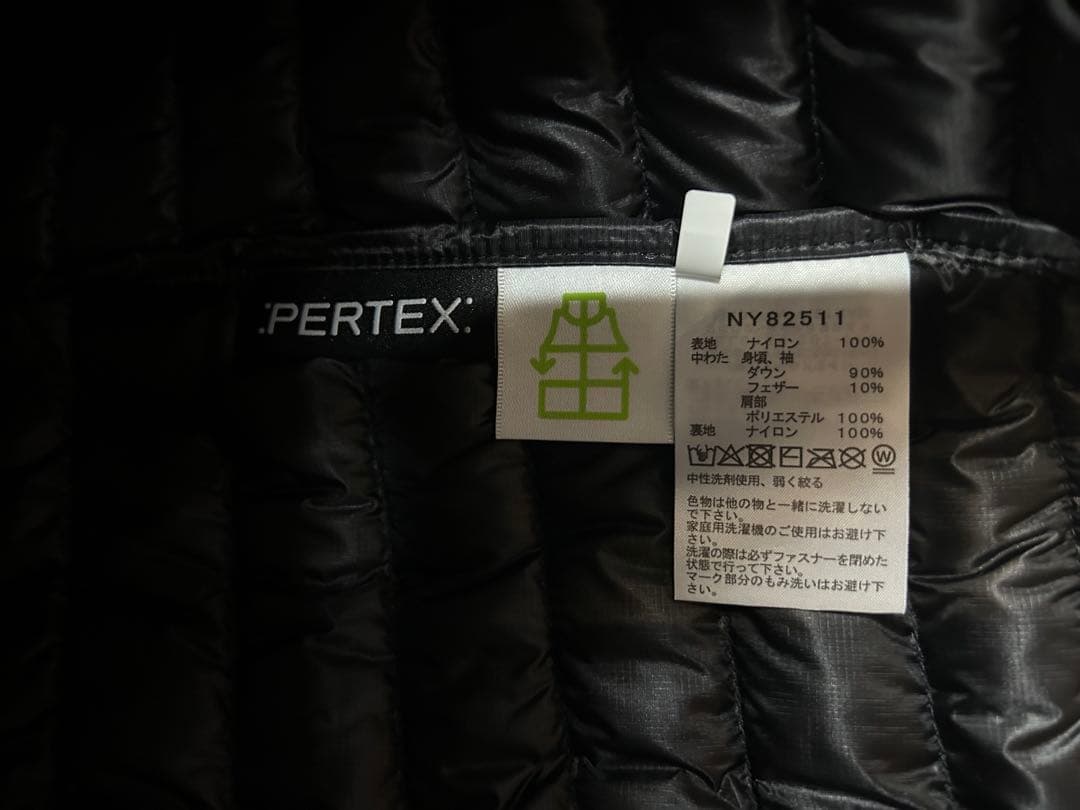 :PERTEX:
NY82511
表地 ナイロン 100%
中わた 身頃、袖
ダウン 90%
フェザー 10%
肩部
ポリエステル 100%
裏地 ナイロン 100%
W
中性洗剤使用、弱く絞る
色物は他の物と一緒に洗濯しない
で下さい。
家庭用洗濯機のご使用はお避け下
さい。
洗濯の際は必ずファスナーを閉めた
状態で行って下さい。
マーク部分のもみ洗いはお避け下
さい。